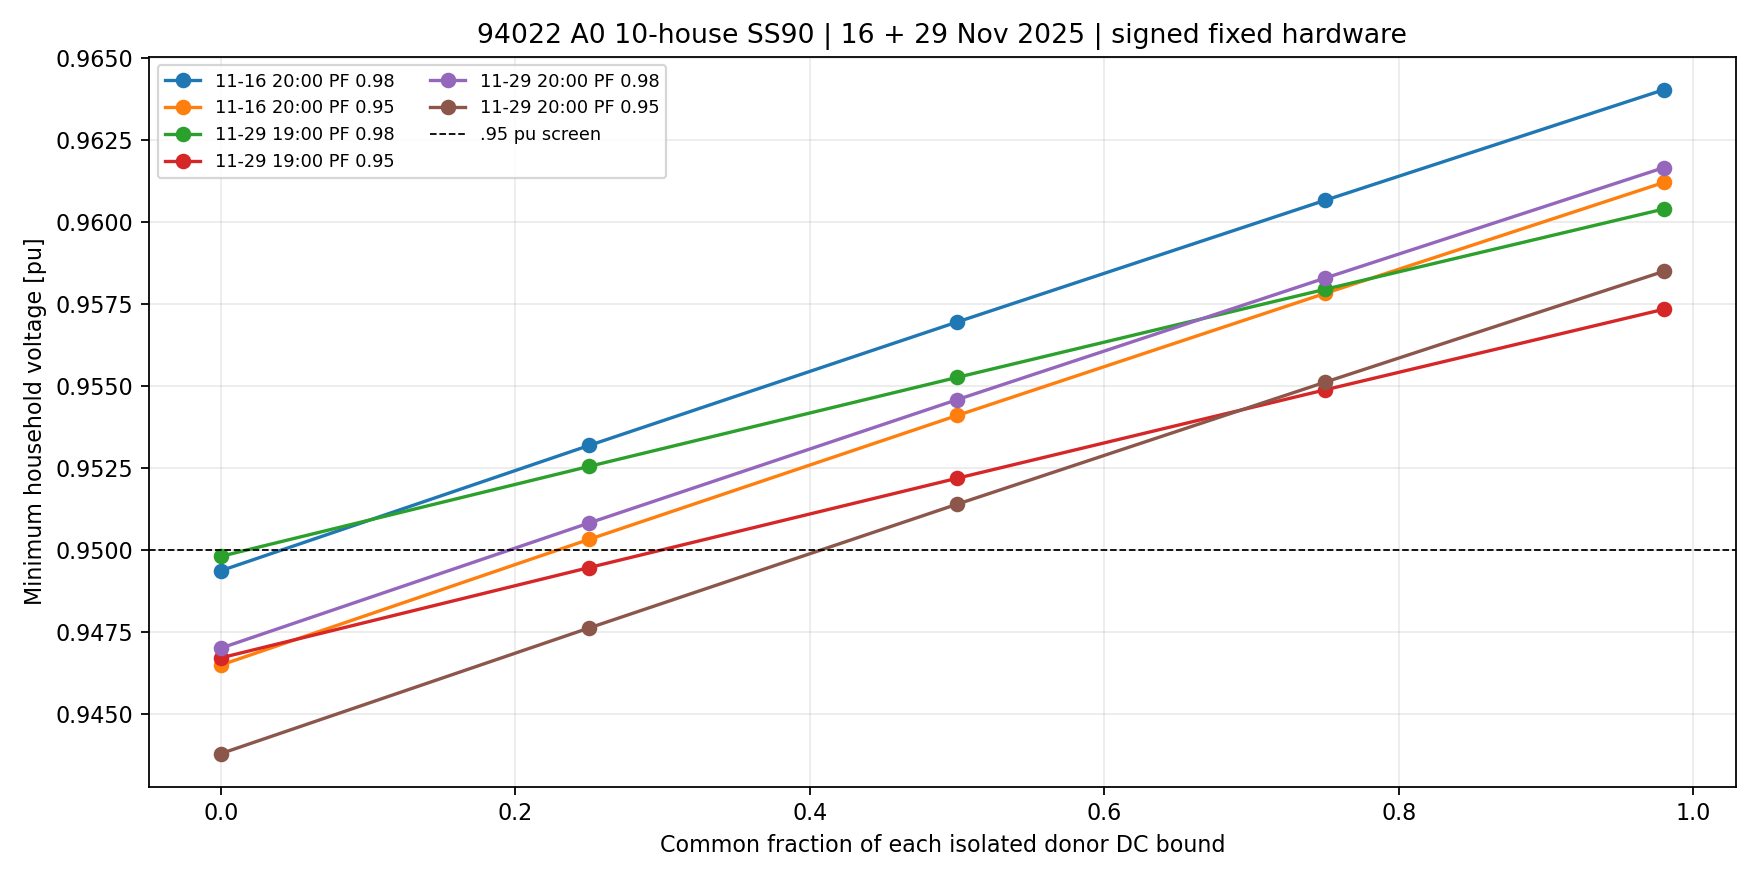 94022 A0 10-house SS90 | 16 + 29 Nov 2025 | signed fixed hardware
11-16 20:00 PF 0.98
11-16 20:00 PF 0.95
11-29 19:00 PF 0.98
11-29 19:00 PF 0.95
11-29 20:00 PF 0.98
11-29 20:00 PF 0.95
.95 pu screen
Minimum household voltage [pu]
0.9650
0.9625
0.9600
0.9575
0.9550
0.9525
0.9500
0.9475
0.9450
0.0
0.2
0.4
0.6
0.8
1.0
Common fraction of each isolated donor DC bound